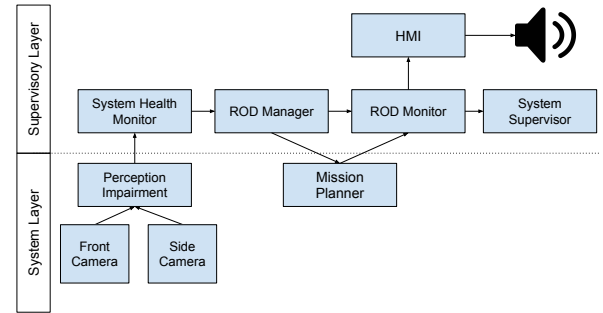 Supervisory Layer
HMI
System Health
Monitor
ROD Manager
ROD Monitor
System
Supervisor
System Layer
Perception
Impairment
Mission
Planner
Front
Camera
Side
Camera